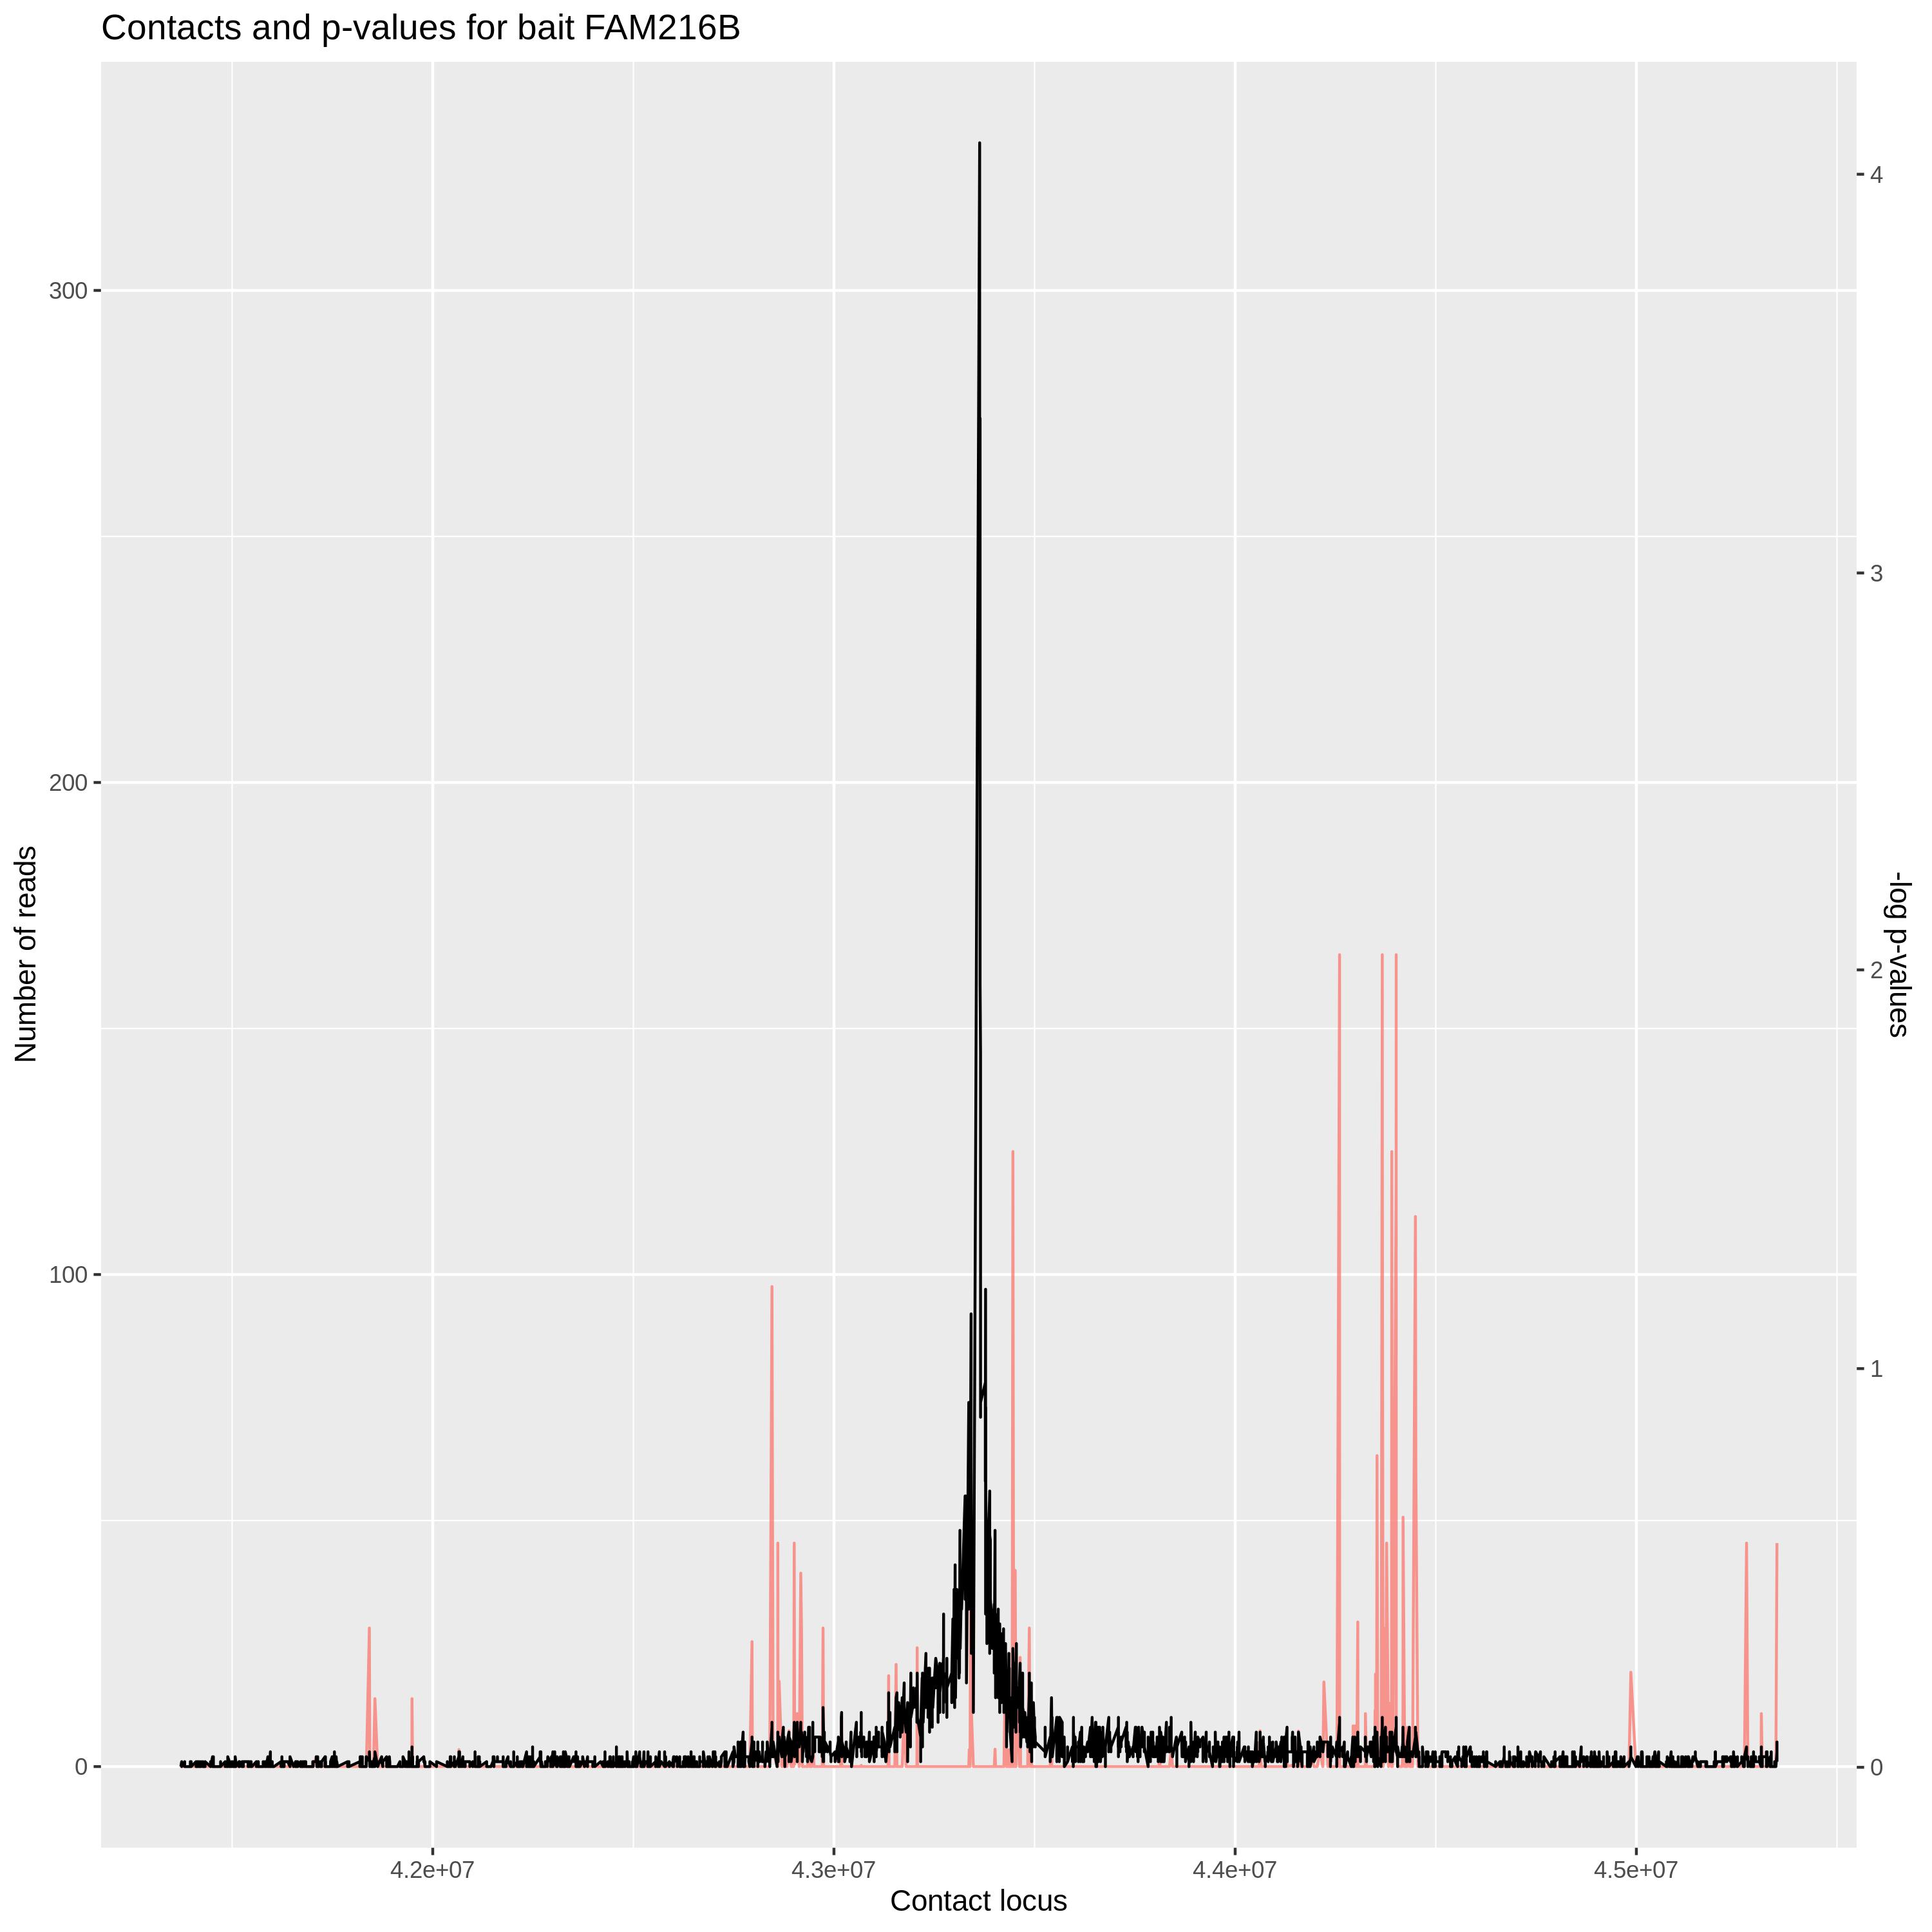 Contacts and p-values for bait FAM216B
300
200
100
0
4
3
2
1
0
Number of reads
-log p-values
4.2e+07
4.3e+07
4.4e+07
4.5e+07
Contact locus